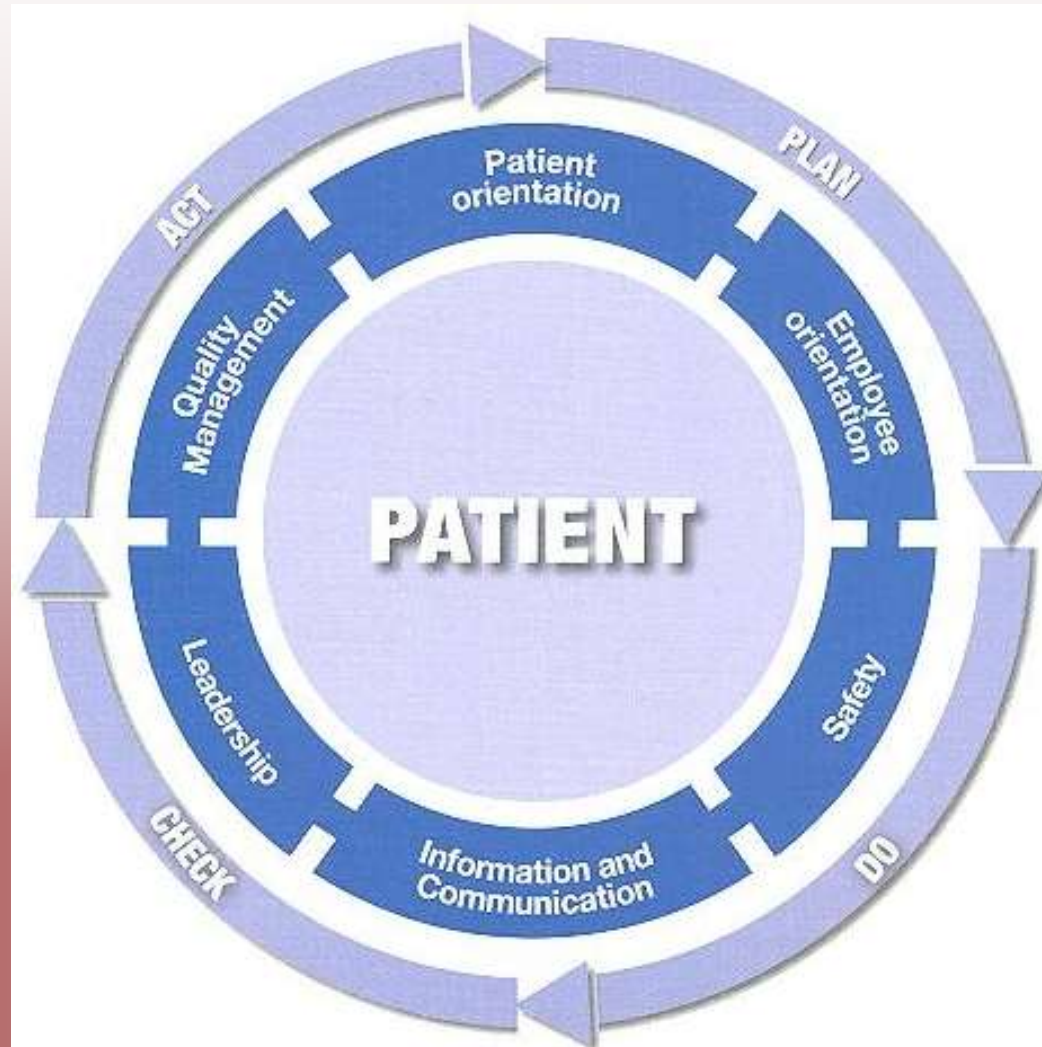 PLAN
ACT
Patient
orientation
Employee
orientation
Quality
Management
PATIENT
Safety
Leadership
Information and
Communication
DO
CHECK